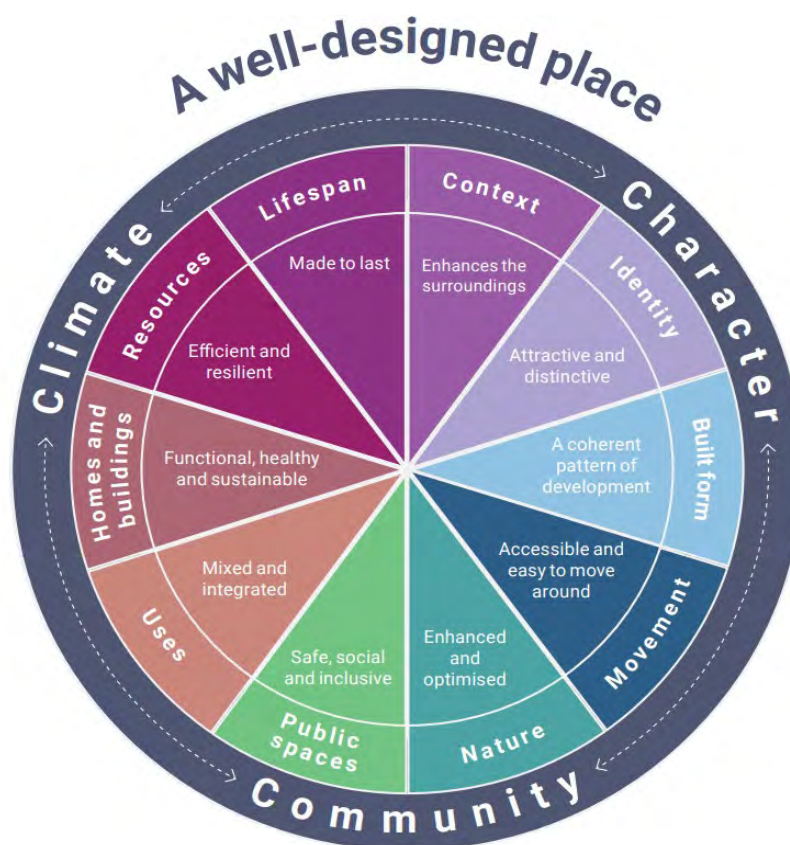 A well-designed place
Climate
Character
Community
Context
Enhances the
surroundings
Identity
Attractive and
distinctive
Built form
A coherent
pattern of
development
Movement
Accessible and
easy to move
around
Nature
Enhanced
and
optimised
Public
spaces
Safe, social
and inclusive
Uses
Mixed and
integrated
Homes and
buildings
Functional, healthy
and sustainable
Resources
Efficient and
resilient
Lifespan
Made to last